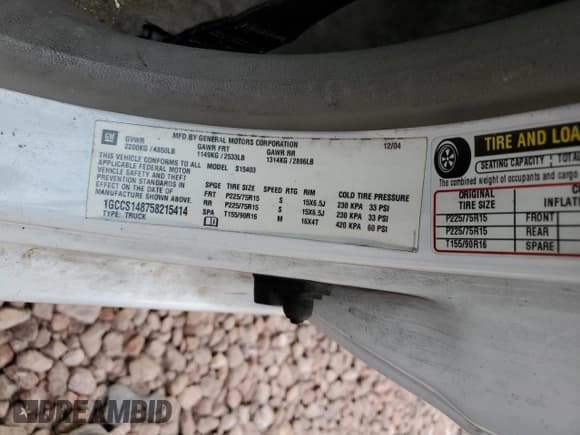 GM
MFD. BY GENERAL MOTORS CORPORATION 12/04
GVWR GAWR FRT GAWR RR
2200KG / 4850LB 1149KG / 2533LB 1314KG / 2896LB
THIS VEHICLE CONFORMS TO ALL MODEL S15403
APPLICABLE FEDERAL MOTOR
VEHICLE SAFETY AND THEFT
PREVENTION STANDARDS IN EFFECT
ON THE DATE OF MANUFACTURE
SHOWN ABOVE.
1GCCS148758215414
TYPE: TRUCK
SPGE TIRE SIZE SPEED RTG RIM COLD TIRE PRESSURE
FRT P225/75R15 S 15X6.5J 230 KPA 33 PSI
RR P225/75R15 S 15X6.5J 230 KPA 33 PSI
SPA T155/90R16 M 16X4T 420 KPA 60 PSI
TIRE AND LOA
SEATING CAPACITY TOTAL
The combined weight of occupants and cargo
ORIGINAL
TIRE SIZE
INFLAT
P225/75R15 FRONT
P225/75R15 REAR
T155/90R16 SPARE
DREAMBID